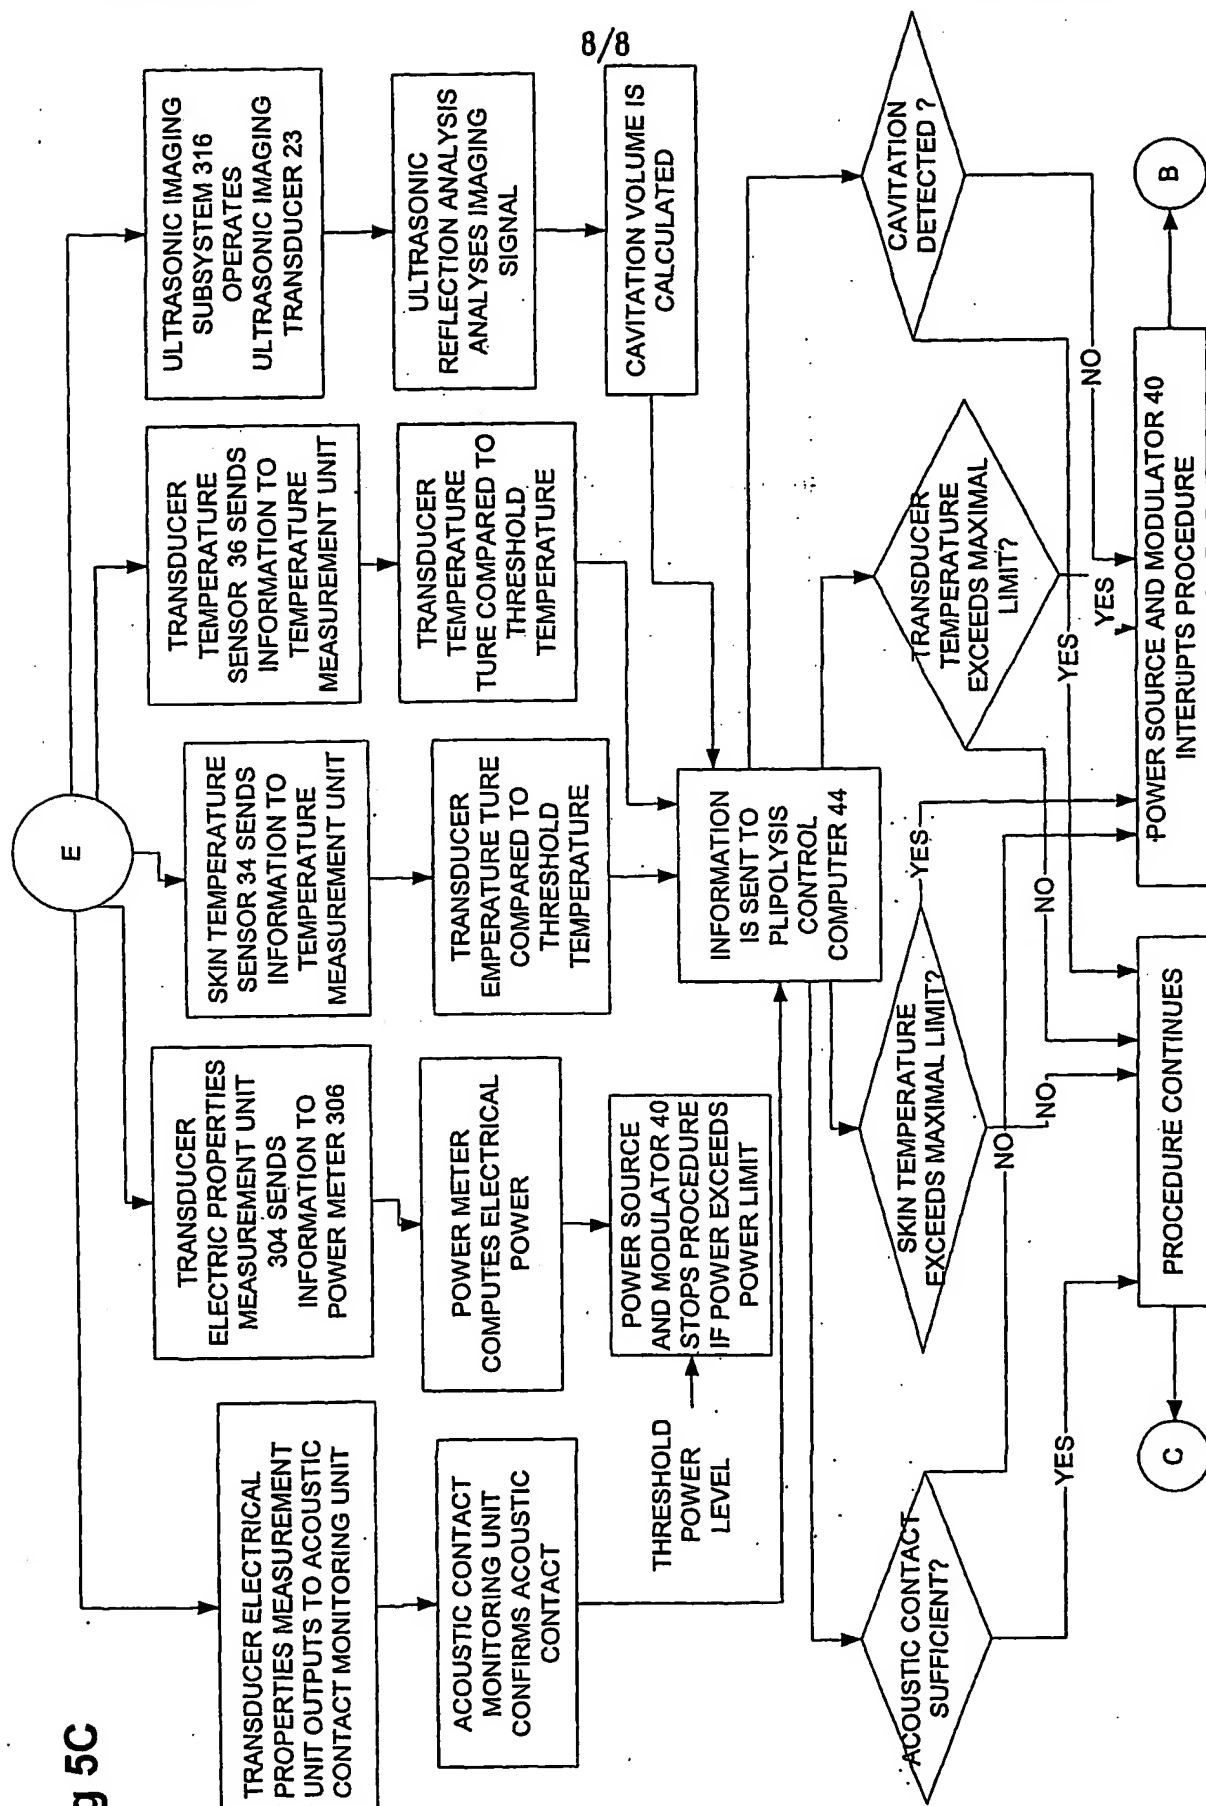 8/8
g 5C
E
TRANSDUCER ELECTRICAL
PROPERTIES MEASUREMENT
UNIT OUTPUTS TO ACOUSTIC
CONTACT MONITORING UNIT
TRANSDUCER
ELECTRIC PROPERTIES
MEASUREMENT UNIT
304 SENDS
INFORMATION TO
POWER METER 306
SKIN TEMPERATURE
SENSOR 34 SENDS
INFORMATION TO
TEMPERATURE
MEASUREMENT UNIT
TRANSDUCER
TEMPERATURE
SENSOR 36 SENDS
INFORMATION TO
TEMPERATURE
MEASUREMENT UNIT
ULTRASONIC IMAGING
SUBSYSTEM 316
OPERATES
ULTRASONIC IMAGING
TRANSDUCER 23
ACOUSTIC CONTACT
MONITORING UNIT
CONFIRMS ACOUSTIC
CONTACT
POWER METER
COMPUTES ELECTRICAL
POWER
TRANSDUCER
EMPERATURE TURE
COMPARED TO
THRESHOLD
TEMPERATURE
TRANSDUCER
TEMPERATURE
TURE COMPARED TO
THRESHOLD
TEMPERATURE
ULTRASONIC
REFLECTION ANALYSIS
ANALYSES IMAGING
SIGNAL
THRESHOLD
POWER
LEVEL
POWER SOURCE
AND MODULATOR 40
STOPS PROCEDURE
IF POWER EXCEEDS
POWER LIMIT
CAVITATION VOLUME IS
CALCULATED
INFORMATION
IS SENT TO
PLIPOLYSIS
CONTROL
COMPUTER 44
ACOUSTIC CONTACT
SUFFICIENT?
SKIN TEMPERATURE
EXCEEDS MAXIMAL LIMIT?
TRANSDUCER
TEMPERATURE
EXCEEDS MAXIMAL
LIMIT?
CAVITATION
DETECTED ?
YES
NO
NO
YES
NO
YES
YES
NO
PROCEDURE CONTINUES
POWER SOURCE AND MODULATOR 40
INTERUPTS PROCEDURE
C
B